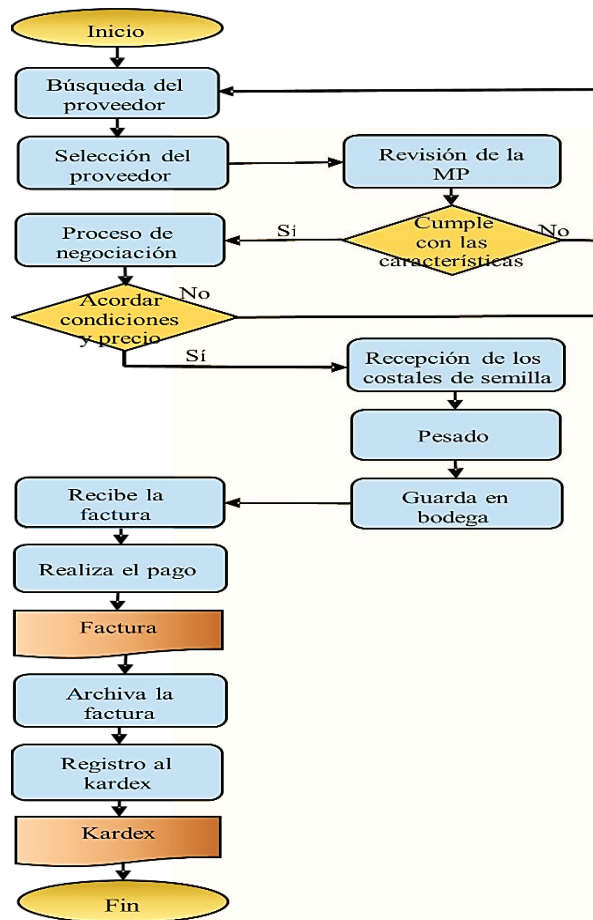 Inicio
Búsqueda del
proveedor
Selección del
proveedor
Revisión de la
MP
Cumple
con las
características
Sí
No
Proceso de
negociación
Acordar
condiciones
y precio
No
Sí
Recepción de los
costales de semilla
Pesado
Guarda en
bodega
Recibe la
factura
Realiza el pago
Factura
Archiva la
factura
Registro al
kardex
Kardex
Fin